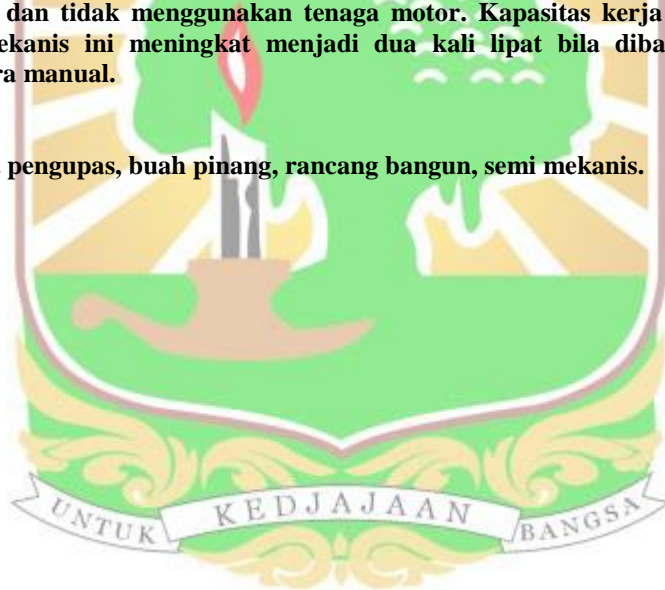 dan tidak menggunakan tenaga motor. Kapasitas kerja
ekanis ini meningkat menjadi dua kali lipat bila diba
ra manual.
pengupas, buah pinang, rancang bangun, semi mekanis.
UNTUK KEDJAJAAN BANGSA